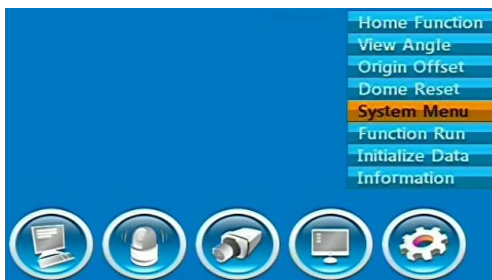 Home Function
View Angle
Origin Offset
Dome Reset
System Menu
Function Run
Initialize Data
Information